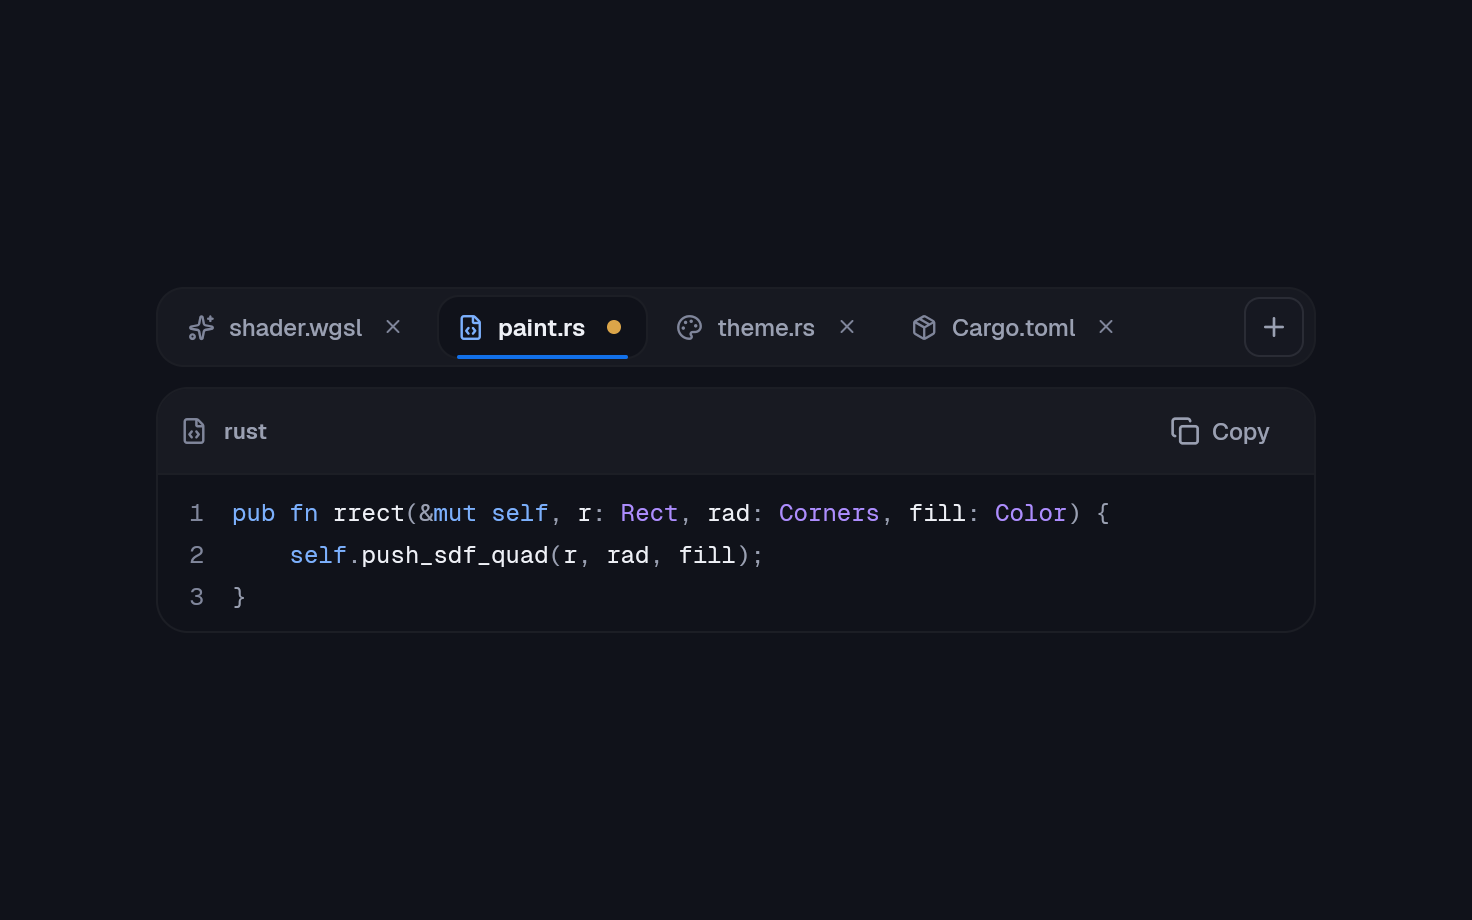 shader.wgsl paint.rs theme.rs Cargo.toml
rust Copy
1 pub fn rrect(&mut self, r: Rect, rad: Corners, fill: Color) {
2     self.push_sdf_quad(r, rad, fill);
3 }